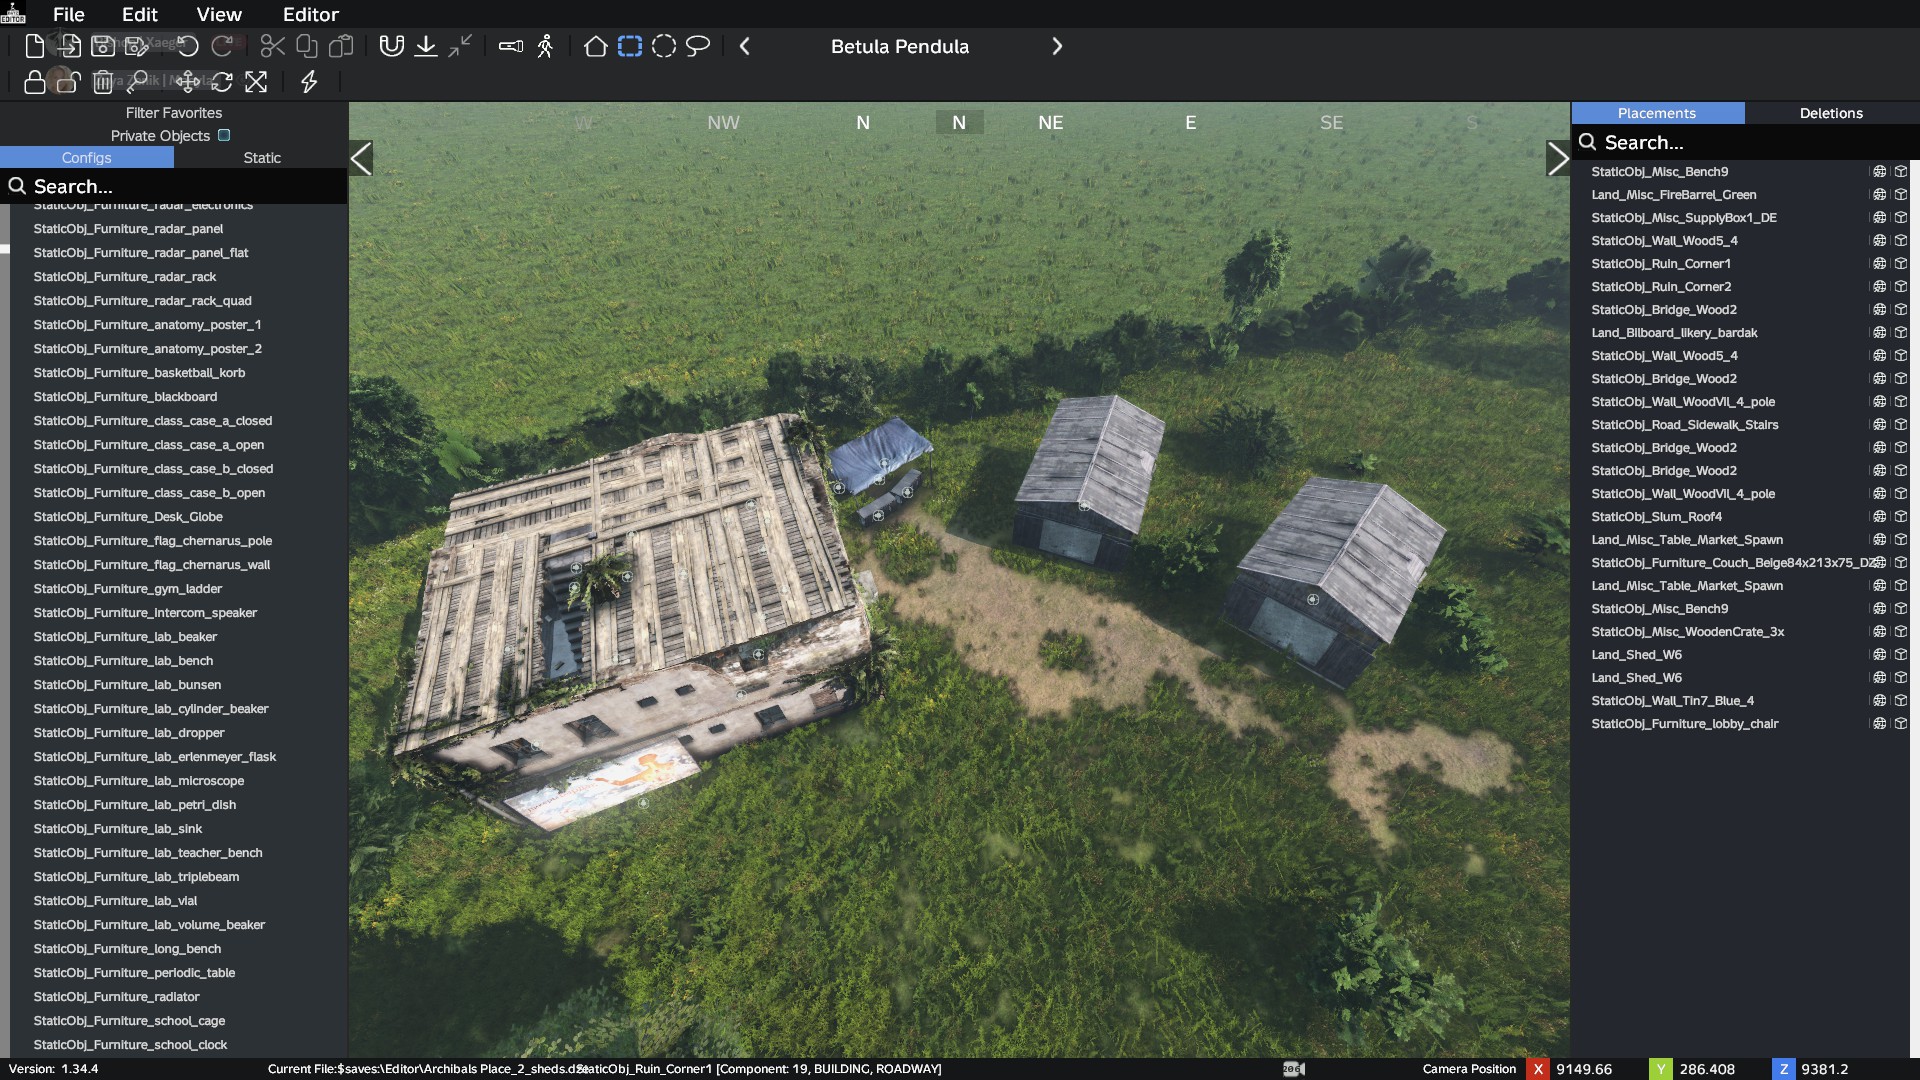 File Edit View Editor
EDITOR
Betula Pendula
Filter Favorites
Private Objects
Configs Static
Search...
StaticObj_Furniture_radar_electronics
StaticObj_Furniture_radar_panel
StaticObj_Furniture_radar_panel_flat
StaticObj_Furniture_radar_rack
StaticObj_Furniture_radar_rack_quad
StaticObj_Furniture_anatomy_poster_1
StaticObj_Furniture_anatomy_poster_2
StaticObj_Furniture_basketball_korb
StaticObj_Furniture_blackboard
StaticObj_Furniture_class_case_a_closed
StaticObj_Furniture_class_case_a_open
StaticObj_Furniture_class_case_b_closed
StaticObj_Furniture_class_case_b_open
StaticObj_Furniture_Desk_Globe
StaticObj_Furniture_flag_chernarus_pole
StaticObj_Furniture_flag_chernarus_wall
StaticObj_Furniture_gym_ladder
StaticObj_Furniture_intercom_speaker
StaticObj_Furniture_lab_beaker
StaticObj_Furniture_lab_bench
StaticObj_Furniture_lab_bunsen
StaticObj_Furniture_lab_cylinder_beaker
StaticObj_Furniture_lab_dropper
StaticObj_Furniture_lab_erlenmeyer_flask
StaticObj_Furniture_lab_microscope
StaticObj_Furniture_lab_petri_dish
StaticObj_Furniture_lab_sink
StaticObj_Furniture_lab_teacher_bench
StaticObj_Furniture_lab_triplebeam
StaticObj_Furniture_lab_vial
StaticObj_Furniture_lab_volume_beaker
StaticObj_Furniture_long_bench
StaticObj_Furniture_periodic_table
StaticObj_Furniture_radiator
StaticObj_Furniture_school_cage
StaticObj_Furniture_school_clock
W NW N N NE E SE S
Placements Deletions
Search...
StaticObj_Misc_Bench9
Land_Misc_FireBarrel_Green
StaticObj_Misc_SupplyBox1_DE
StaticObj_Wall_Wood5_4
StaticObj_Ruin_Corner1
StaticObj_Ruin_Corner2
StaticObj_Bridge_Wood2
Land_Bilboard_likery_bardak
StaticObj_Wall_Wood5_4
StaticObj_Bridge_Wood2
StaticObj_Wall_WoodVil_4_pole
StaticObj_Road_Sidewalk_Stairs
StaticObj_Bridge_Wood2
StaticObj_Bridge_Wood2
StaticObj_Wall_WoodVil_4_pole
StaticObj_Slum_Roof4
Land_Misc_Table_Market_Spawn
StaticObj_Furniture_Couch_Beige84x213x75_DZ
Land_Misc_Table_Market_Spawn
StaticObj_Misc_Bench9
StaticObj_Misc_WoodenCrate_3x
Land_Shed_W6
Land_Shed_W6
StaticObj_Wall_Tin7_Blue_4
StaticObj_Furniture_lobby_chair
Version: 1.34.4 Current File:$saves:\Editor\Archibals Place_2_sheds.dze StaticObj_Ruin_Corner1 [Component: 19, BUILDING, ROADWAY] 206 Camera Position X 9149.66 Y 286.408 Z 9381.2